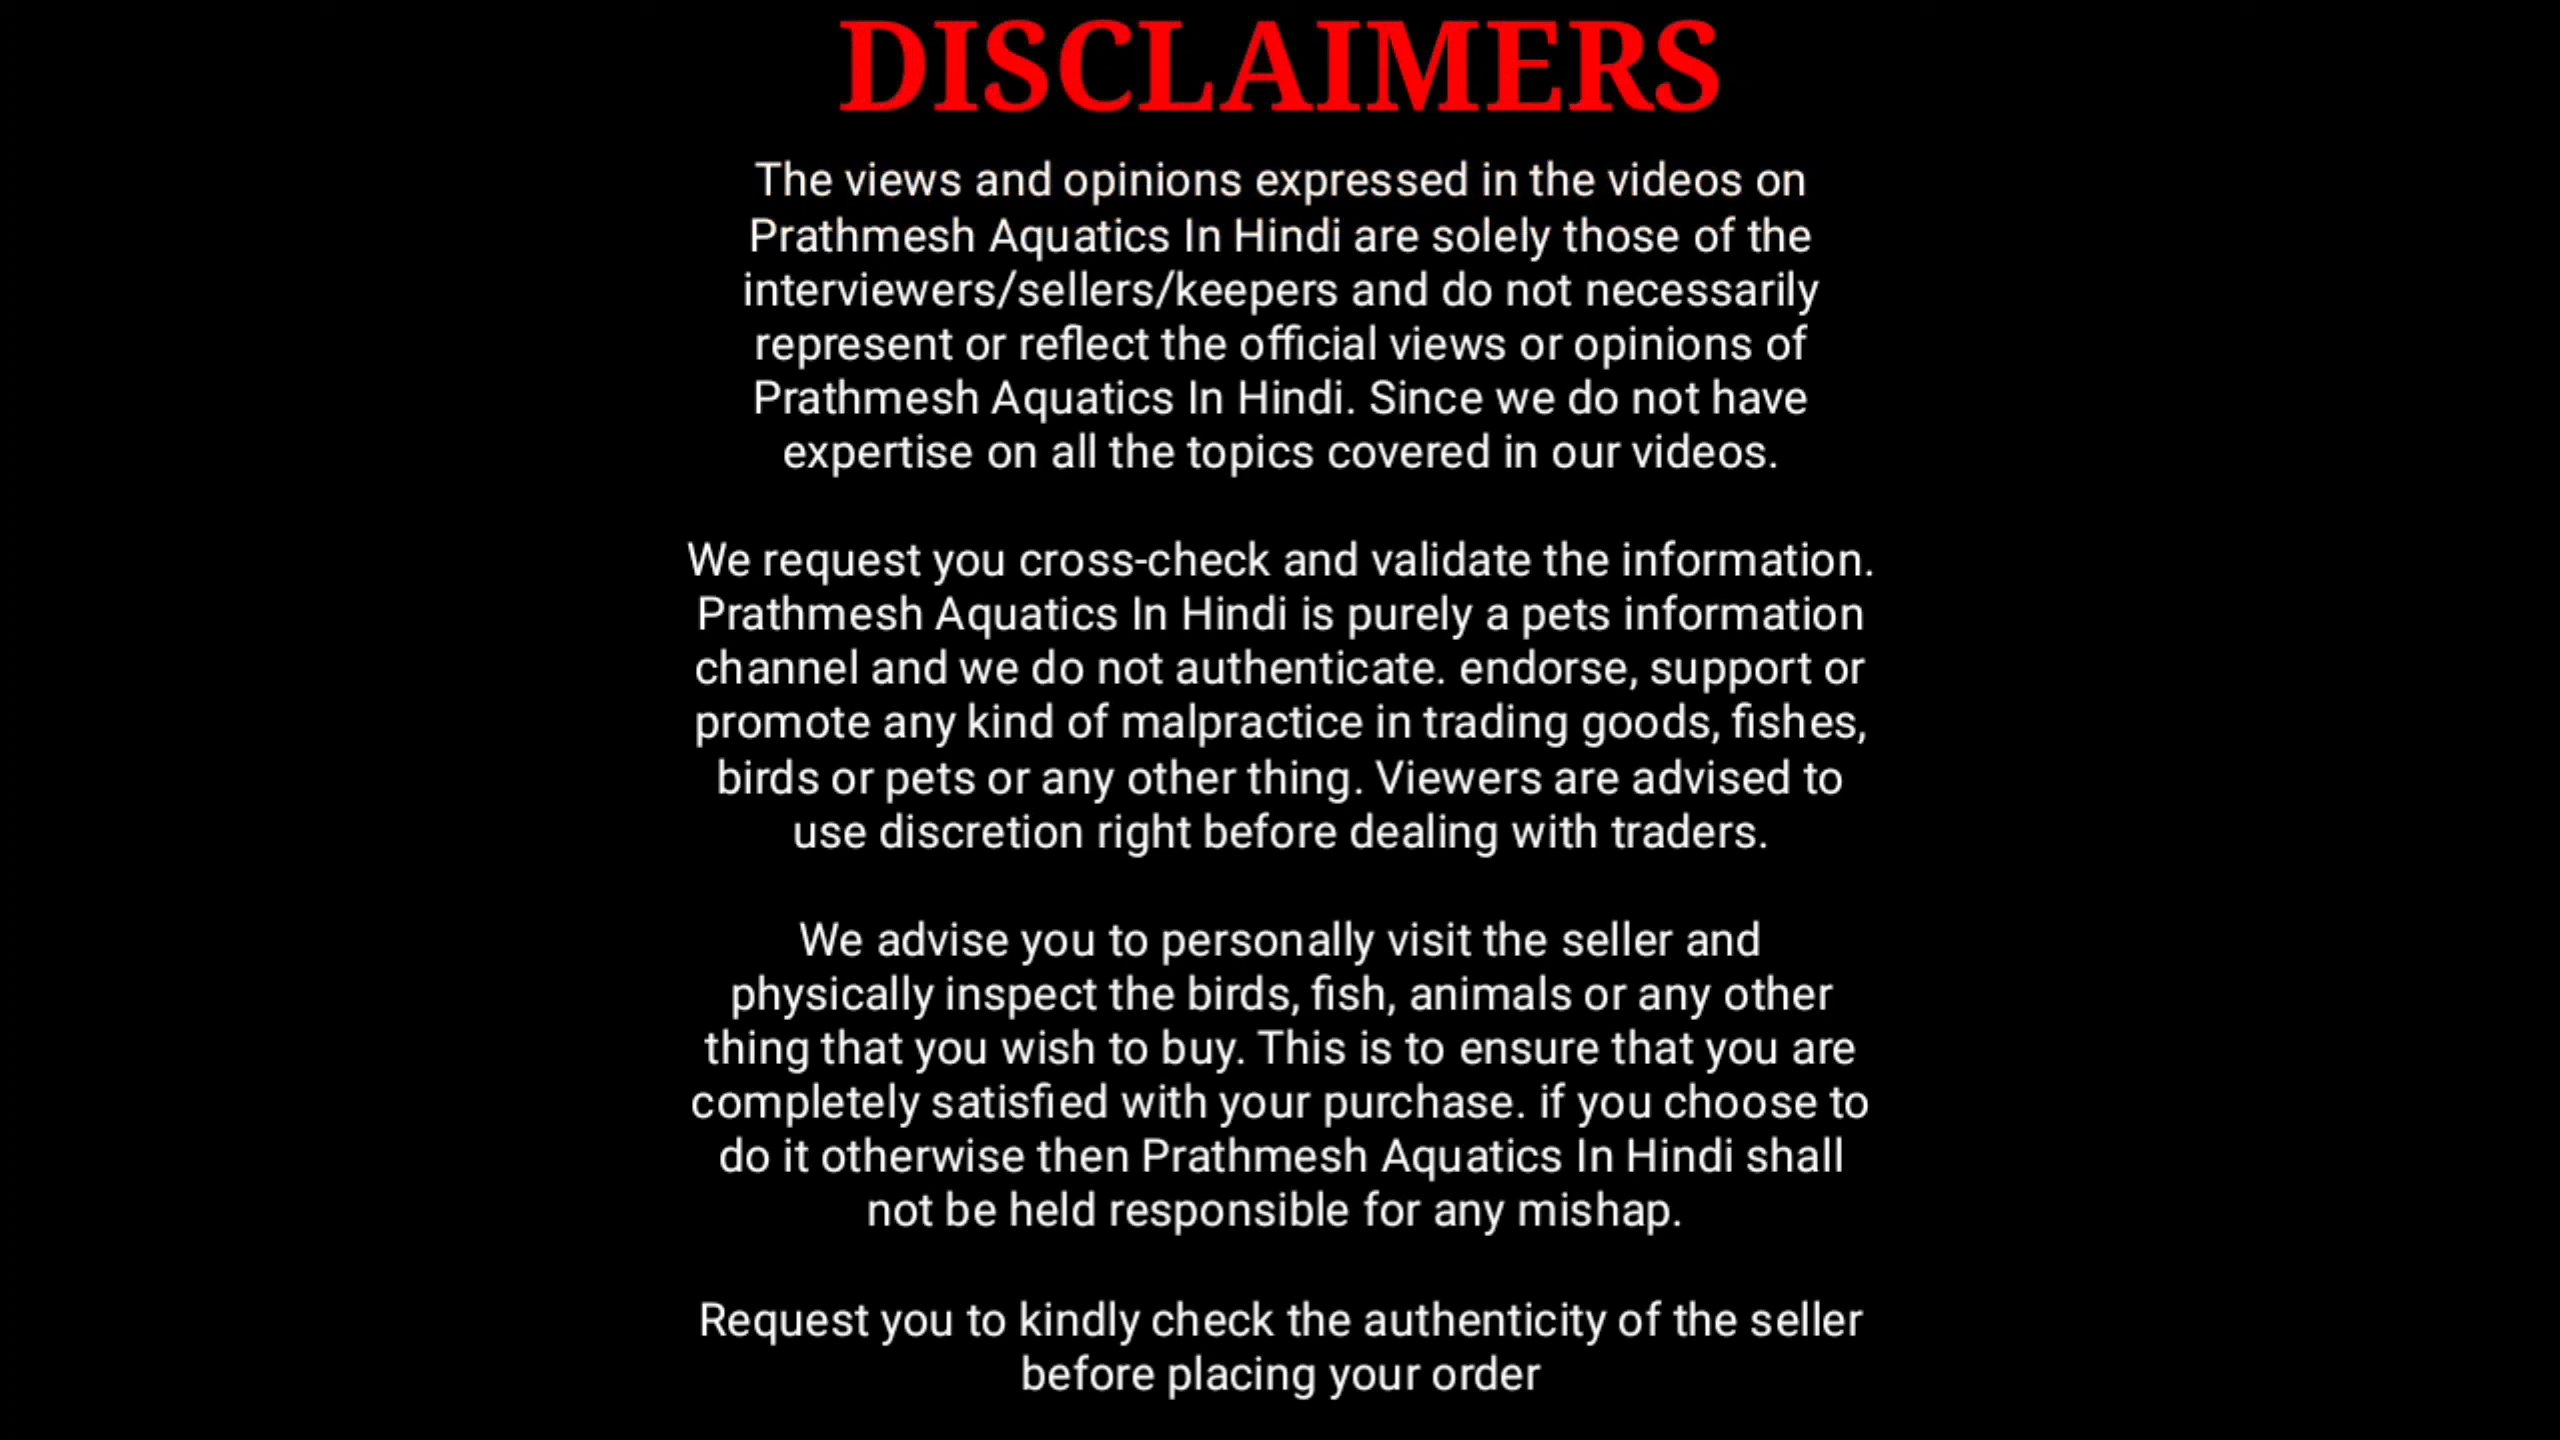 DISCLAIMERS
The views and opinions expressed in the videos on
Prathmesh Aquatics In Hindi are solely those of the
interviewers/sellers/keepers and do not necessarily
represent or reflect the official views or opinions of
Prathmesh Aquatics In Hindi. Since we do not have
expertise on all the topics covered in our videos.
We request you cross-check and validate the information.
Prathmesh Aquatics In Hindi is purely a pets information
channel and we do not authenticate. endorse, support or
promote any kind of malpractice in trading goods, fishes,
birds or pets or any other thing. Viewers are advised to
use discretion right before dealing with traders.
We advise you to personally visit the seller and
physically inspect the birds, fish, animals or any other
thing that you wish to buy. This is to ensure that you are
completely satisfied with your purchase. if you choose to
do it otherwise then Prathmesh Aquatics In Hindi shall
not be held responsible for any mishap.
Request you to kindly check the authenticity of the seller
before placing your order